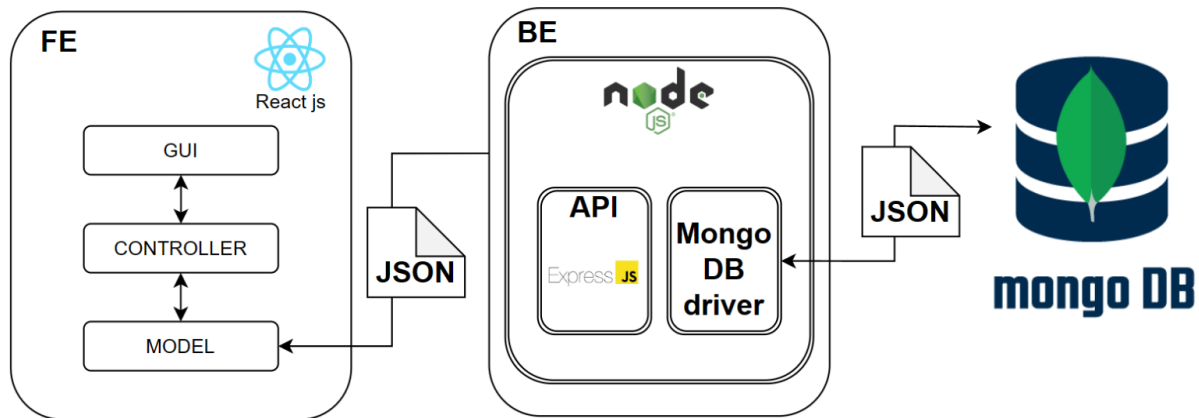 FE
React js
GUI
CONTROLLER
MODEL
JSON
BE
node
JS
API
Express JS
Mongo
DB
driver
JSON
mongo DB